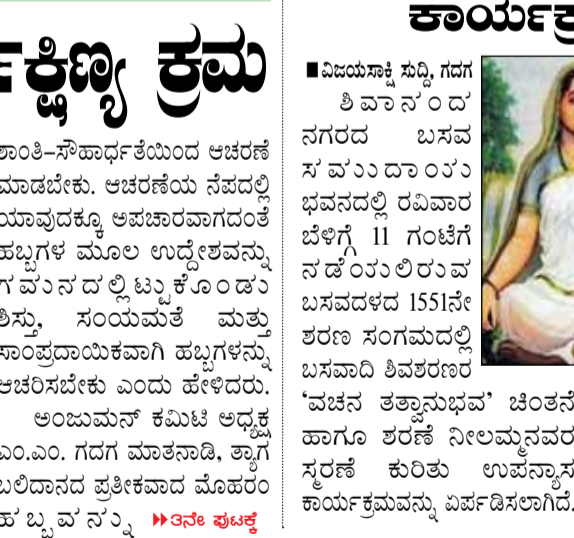 ದಾಕ್ಷಿಣ್ಯ ಕ್ರಮ
ಶಾಂತಿ-ಸೌಹಾರ್ಧತೆಯಿಂದ ಆಚರಣೆ
ಮಾಡಬೇಕು. ಆಚರಣೆಯ ನೆಪದಲ್ಲಿ
ಯಾವುದಕ್ಕೂ ಅಪಚಾರವಾಗದಂತೆ
ಹಬ್ಬಗಳ ಮೂಲ ಉದ್ದೇಶವನ್ನು
ಗಮನದಲ್ಲಿಟ್ಟುಕೊಂಡು
ಶಿಸ್ತು, ಸಂಯಮತೆ ಮತ್ತು
ಸಾಂಪ್ರದಾಯಿಕವಾಗಿ ಹಬ್ಬಗಳನ್ನು
ಆಚರಿಸಬೇಕು ಎಂದು ಹೇಳಿದರು.
ಅಂಜುಮನ್ ಕಮಿಟಿ ಅಧ್ಯಕ್ಷ
ಎಂ.ಎಂ. ಗದಗ ಮಾತನಾಡಿ, ತ್ಯಾಗ
ಬಲಿದಾನದ ಪ್ರತೀಕವಾದ ಮೊಹರಂ
ಹಬ್ಬವನ್ನು ▶▶3ನೇ ಪುಟಕ್ಕೆ
■ ವಿಜಯಸಾಕ್ಷಿ ಸುದ್ದಿ, ಗದಗ
ಶಿವಾನಂದ
ನಗರದ ಬಸವ
ಸಮುದಾಯ
ಭವನದಲ್ಲಿ ರವಿವಾರ
ಬೆಳಿಗ್ಗೆ 11 ಗಂಟೆಗೆ
ನಡೆಯಲಿರುವ
ಬಸವದಳದ 1551ನೇ
ಶರಣ ಸಂಗಮದಲ್ಲಿ
ಬಸವಾದಿ ಶಿವಶರಣರ
‘ವಚನ ತತ್ವಾನುಭವ’ ಚಿಂತನೆ
ಹಾಗೂ ಶರಣೆ ನೀಲಮ್ಮನವರ
ಸ್ಮರಣೆ ಕುರಿತು ಉಪನ್ಯಾಸ
ಕಾರ್ಯಕ್ರಮವನ್ನು ಏರ್ಪಡಿಸಲಾಗಿದೆ.